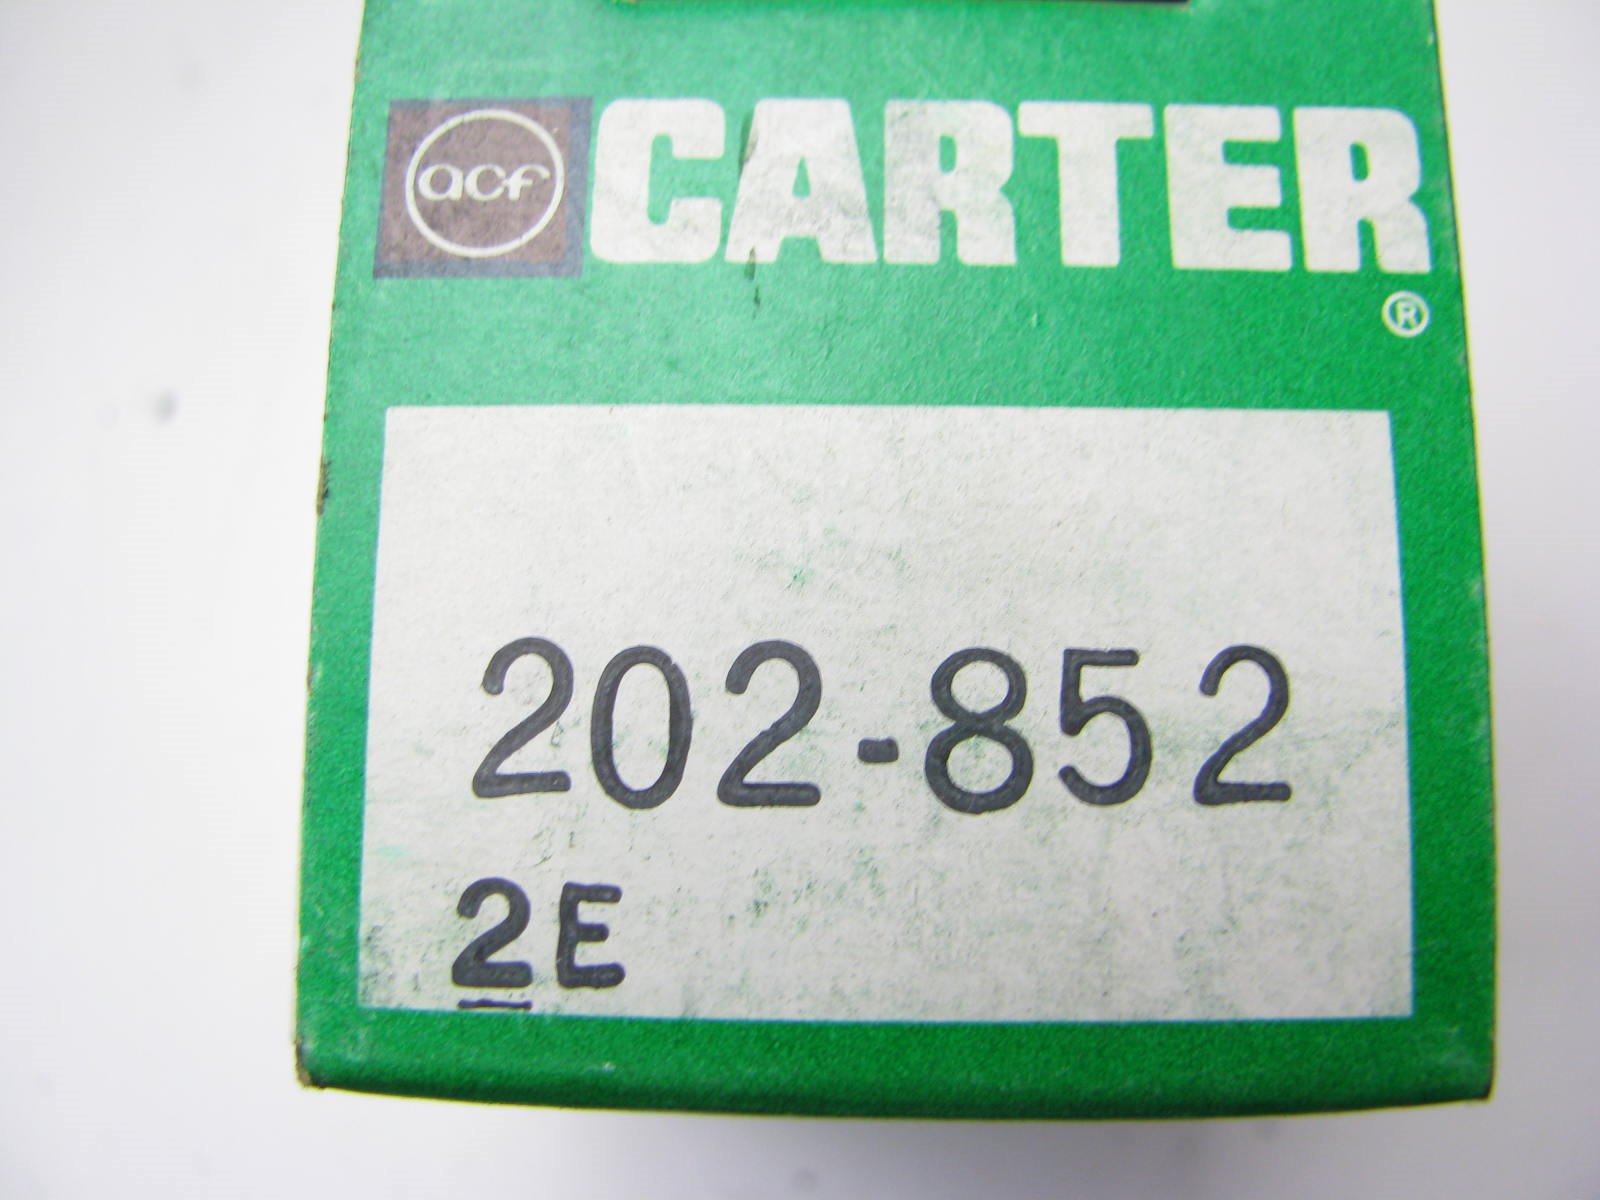 acf CARTER
®
202-852
2E